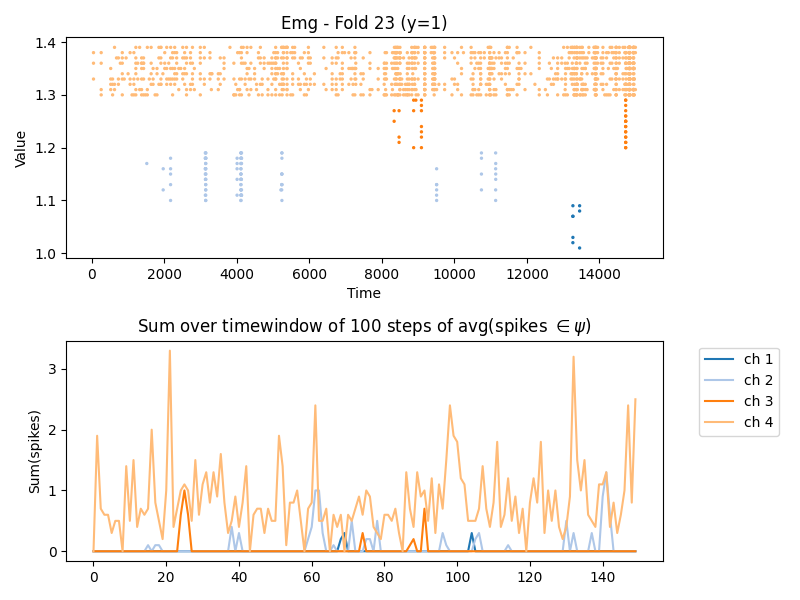 Emg - Fold 23 (y=1)
1.4
1.3
1.2
1.1
1.0
Value
0 2000 4000 6000 8000 10000 12000 14000
Time
Sum over timewindow of 100 steps of avg(spikes ∈ ψ)
3
2
1
0
Sum(spikes)
0 20 40 60 80 100 120 140
ch 1
ch 2
ch 3
ch 4